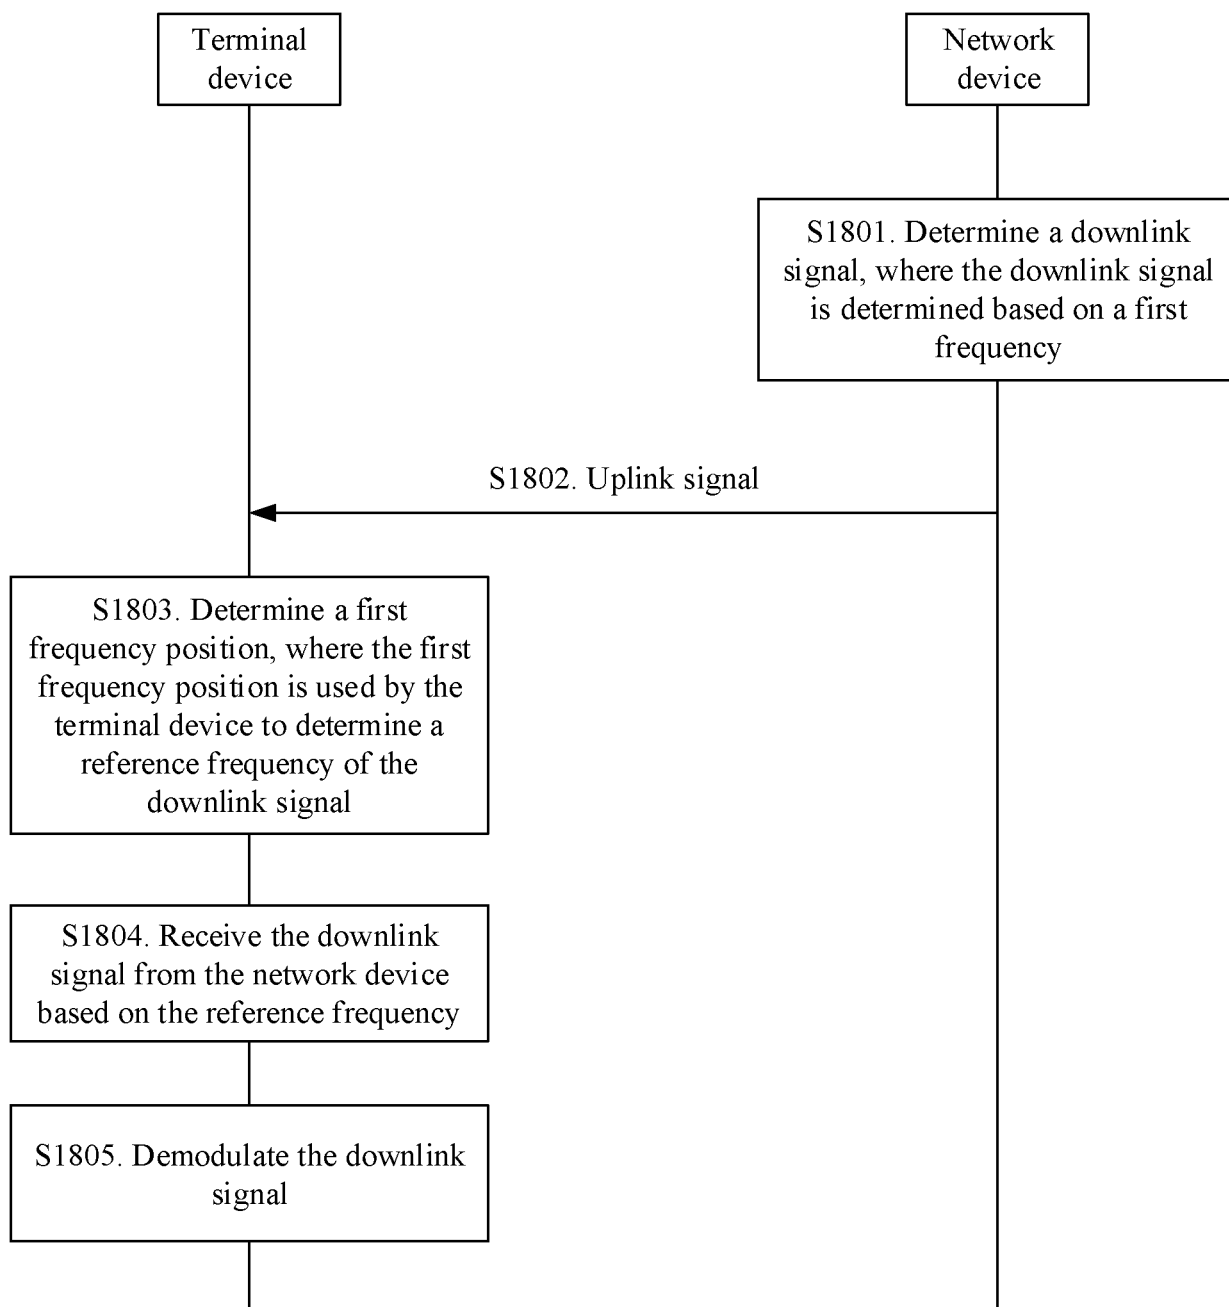 Terminal
device
Network
device
S1801. Determine a downlink
signal, where the downlink signal
is determined based on a first
frequency
S1802. Uplink signal
S1803. Determine a first
frequency position, where the first
frequency position is used by the
terminal device to determine a
reference frequency of the
downlink signal
S1804. Receive the downlink
signal from the network device
based on the reference frequency
S1805. Demodulate the downlink
signal